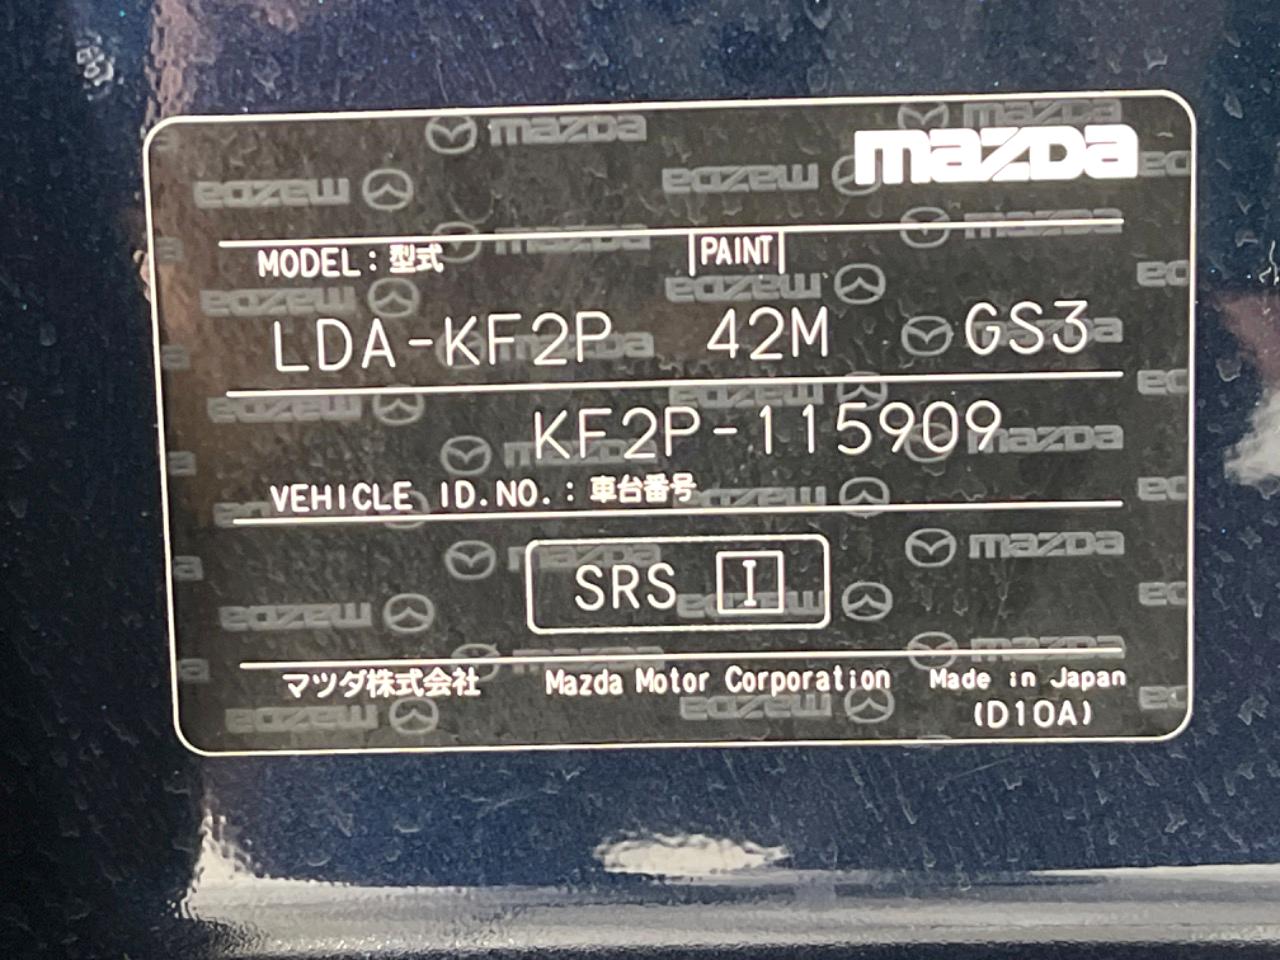 mazda
MODEL：型式 PAINT
LDA-KF2P 42M GS3
KF2P-115909
VEHICLE ID.NO.：車台番号
SRS I
マツダ株式会社 Mazda Motor Corporation Made in Japan
(D10A)